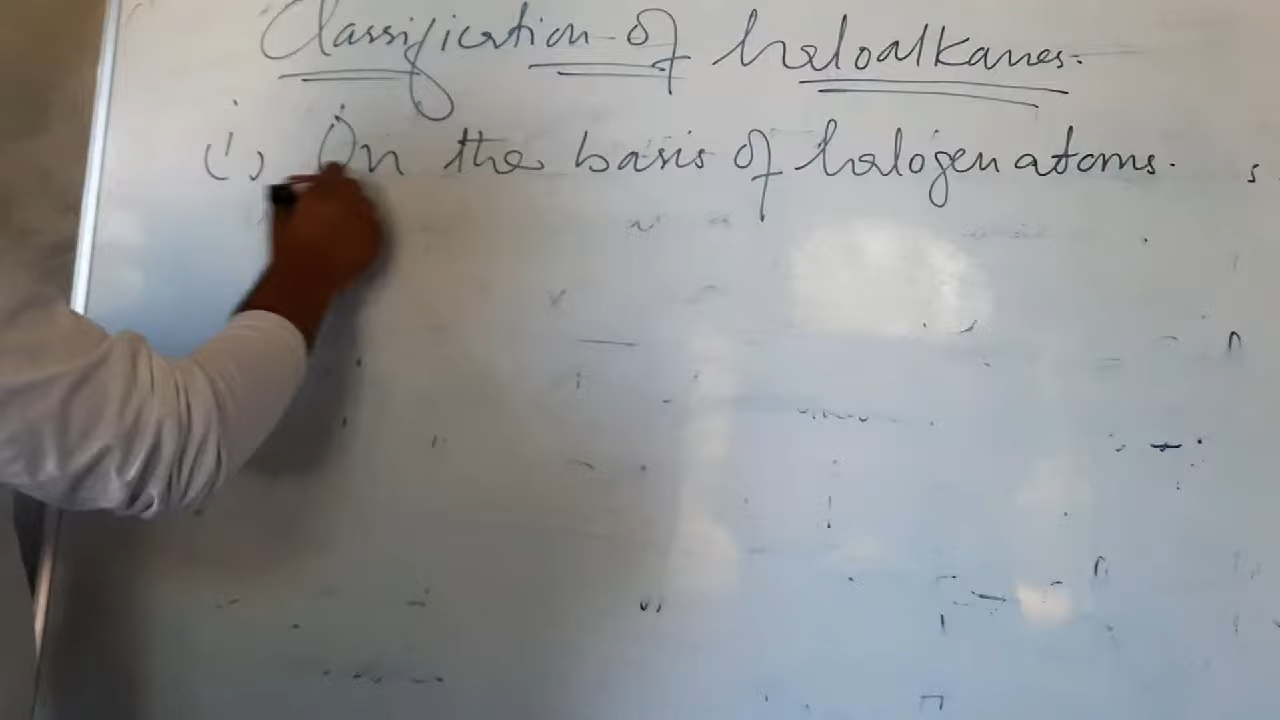 Classification of haloalkanes.
(i) On the basis of halogen atoms.